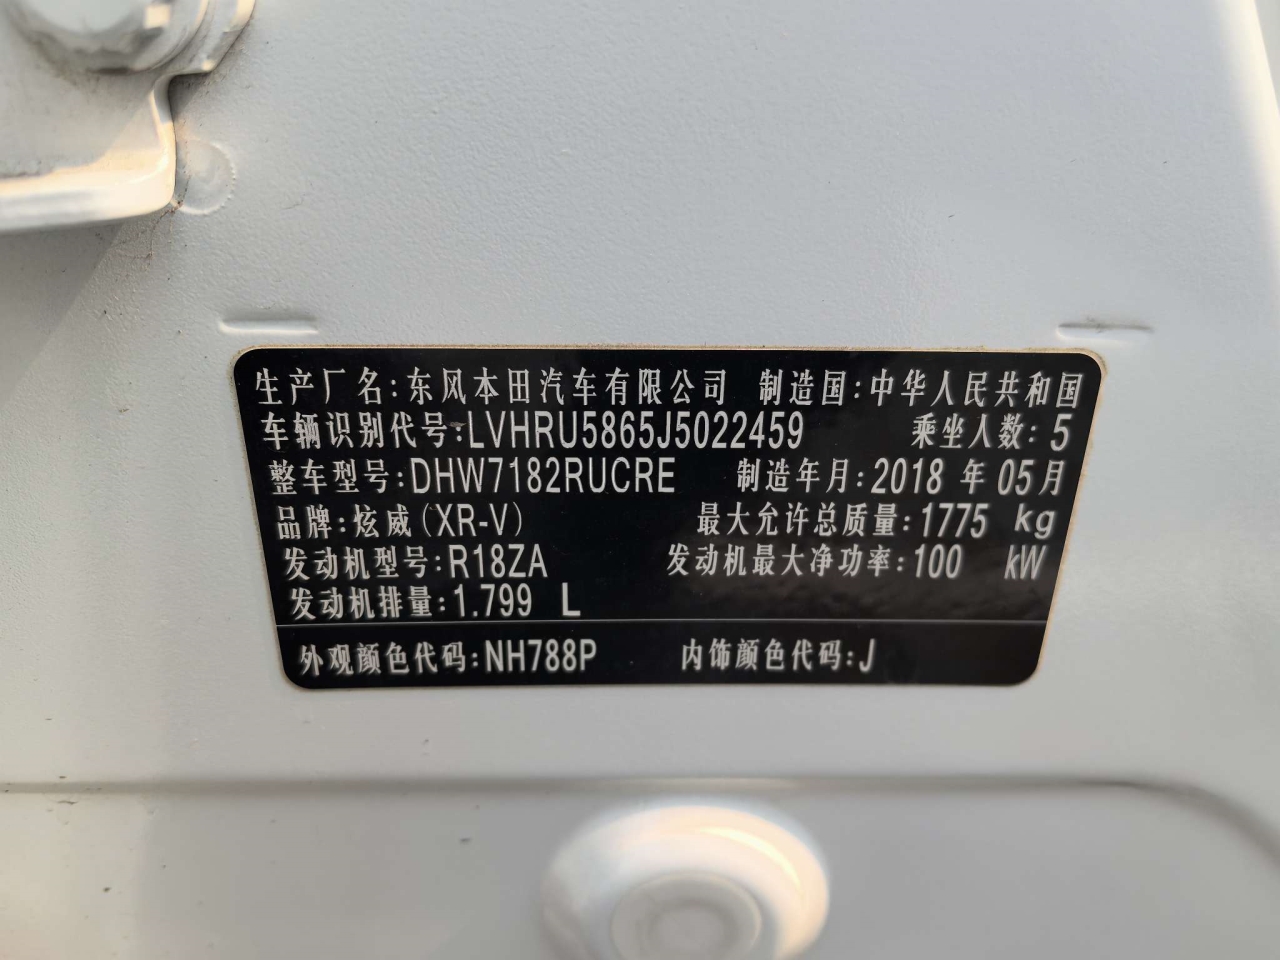 生产厂名:东风本田汽车有限公司 制造国:中华人民共和国
车辆识别代号:LVHRU5865J5022459 乘坐人数:5
整车型号:DHW7182RUCRE 制造年月:2018 年 05月
品牌:炫威(XR-V) 最大允许总质量:1775 kg
发动机型号:R18ZA 发动机最大净功率:100 kW
发动机排量:1.799 L
外观颜色代码:NH788P 内饰颜色代码:J